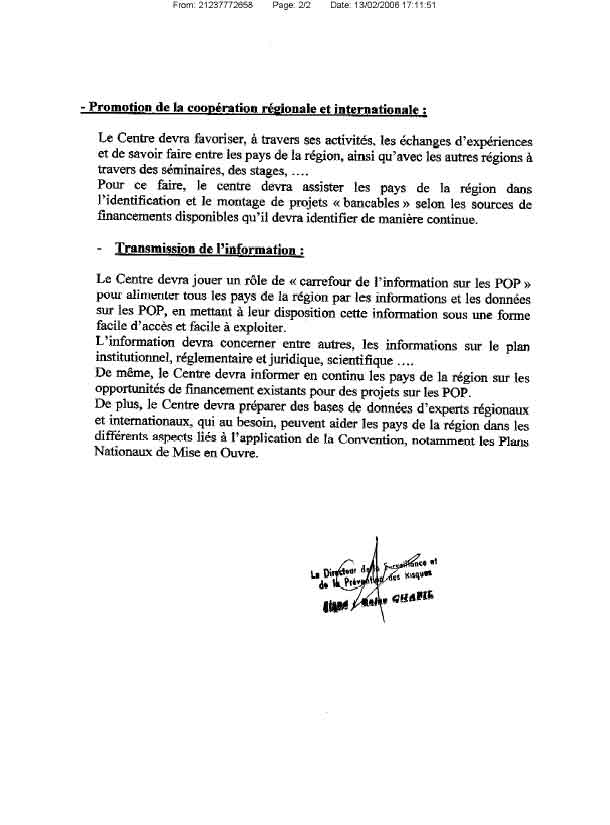 From: 21237772658 Page: 2/2 Date: 13/02/2006 17:11:51
- Promotion de la coopération régionale et internationale :
Le Centre devra favoriser, à travers ses activités, les échanges d'expériences
et de savoir faire entre les pays de la région, ainsi qu'avec les autres régions à
travers des séminaires, des stages, ….
Pour ce faire, le centre devra assister les pays de la région dans
l'identification et le montage de projets « bancables » selon les sources de
financements disponibles qu'il devra identifier de manière continue.
- Transmission de l'information :
Le Centre devra jouer un rôle de « carrefour de l'information sur les POP »
pour alimenter tous les pays de la région par les informations et les données
sur les POP, en mettant à leur disposition cette information sous une forme
facile d'accès et facile à exploiter.
L'information devra concerner entre autres, les informations sur le plan
institutionnel, réglementaire et juridique, scientifique ….
De même, le Centre devra informer en continu les pays de la région sur les
opportunités de financement existants pour des projets sur les POP.
De plus, le Centre devra préparer des bases de données d'experts régionaux
et internationaux, qui au besoin, peuvent aider les pays de la région dans les
différents aspects liés à l'application de la Convention, notamment les Plans
Nationaux de Mise en Ouvre.
Le Directeur de la Surveillance et
de la Prévention des Risques
Signé